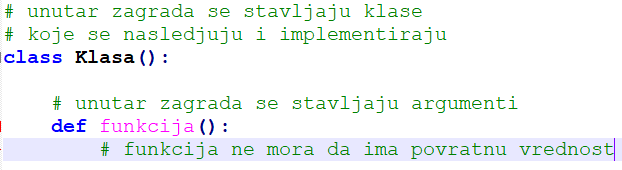 # unutar zagrada se stavljaju klase
# koje se nasledjuju i implementiraju
class Klasa():
# unutar zagrada se stavljaju argumenti
def funkcija():
# funkcija ne mora da ima povratnu vrednost